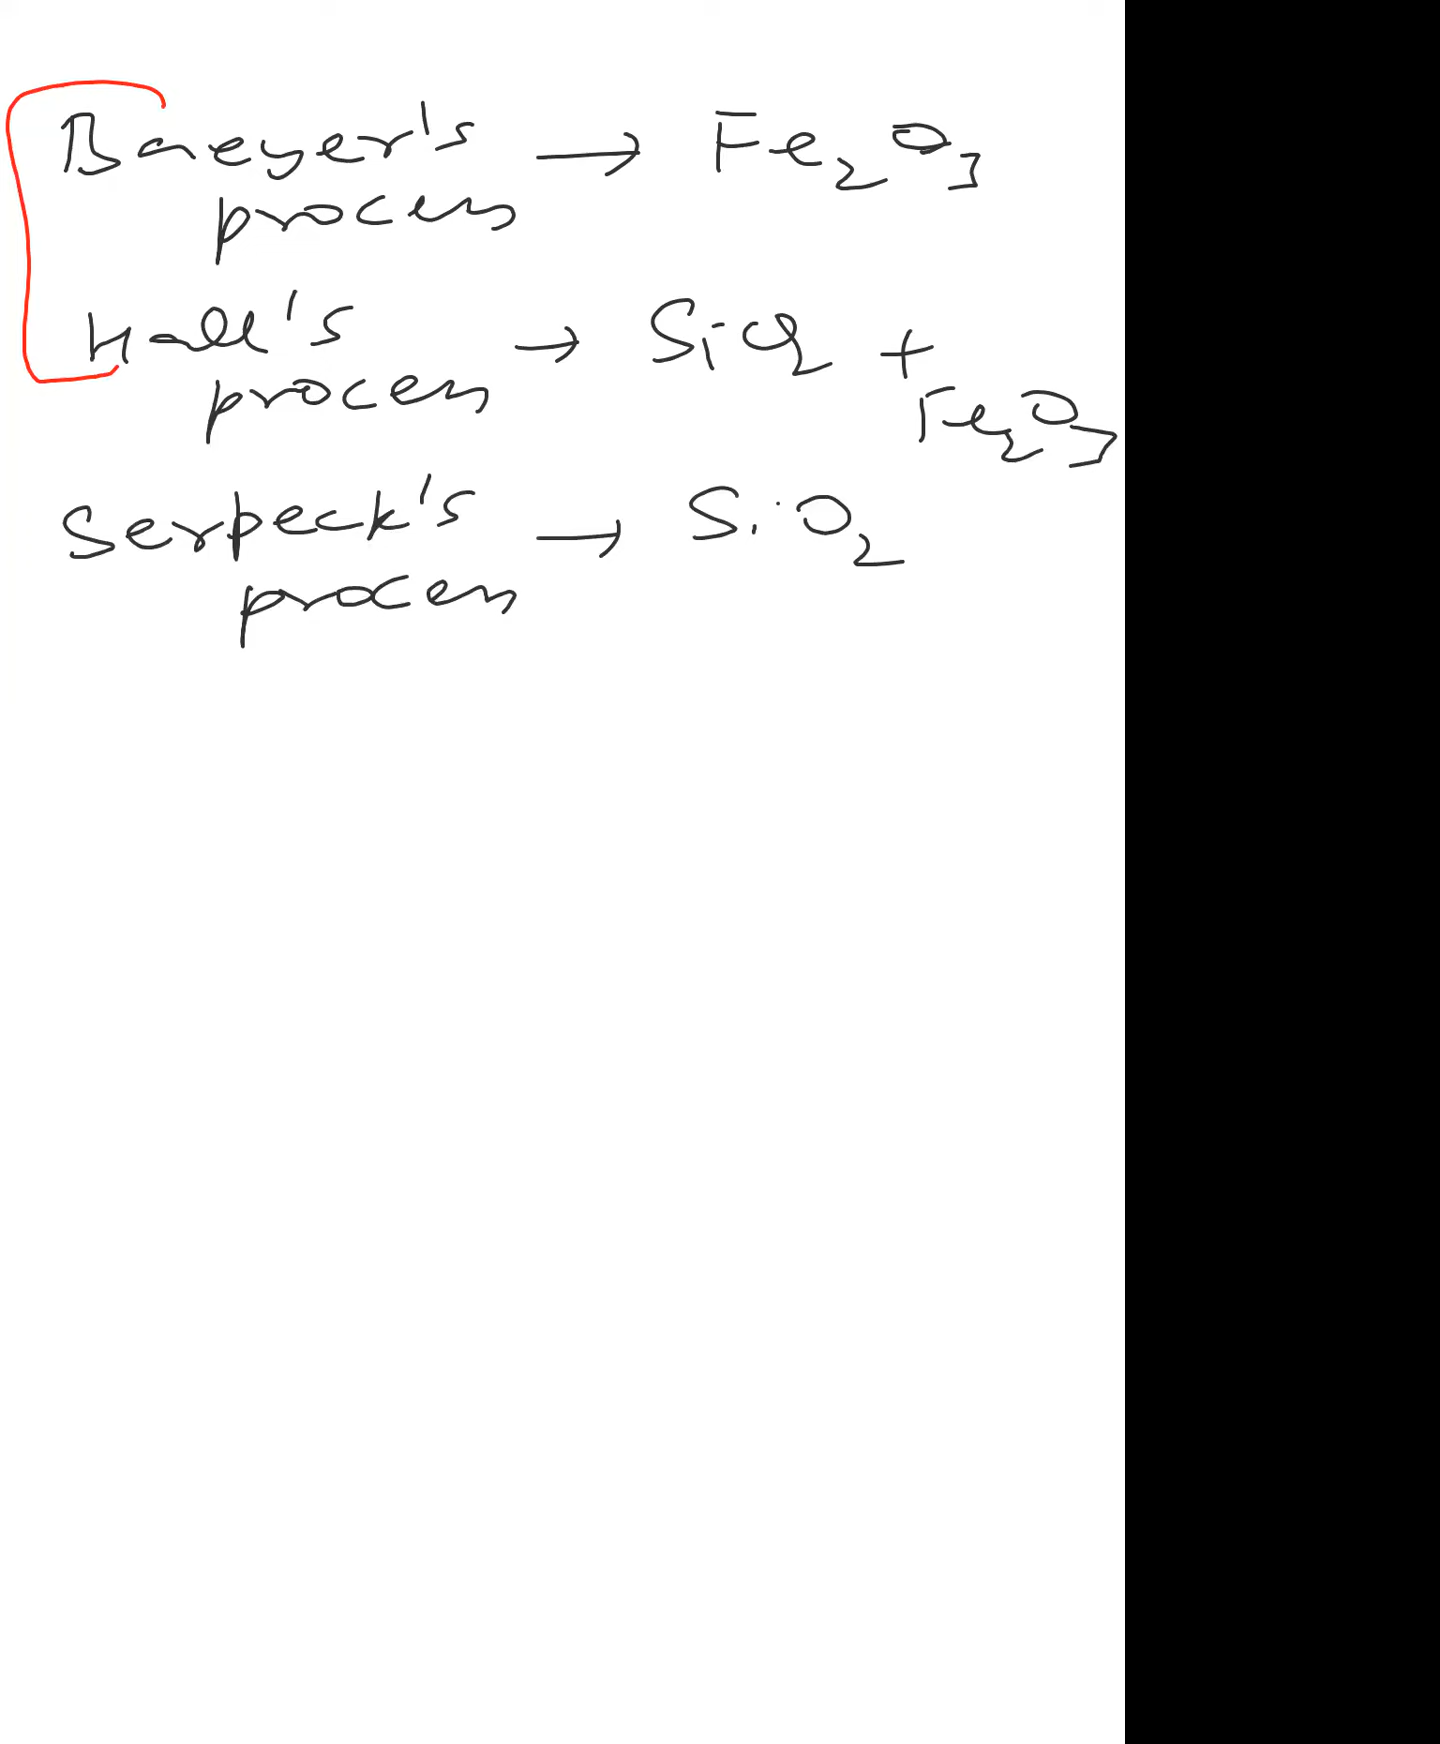 Baeyer's → Fe₂O₃
process
Hall's → SiO₂ +
process Fe₂O₃
Serpeck's → SiO₂
process